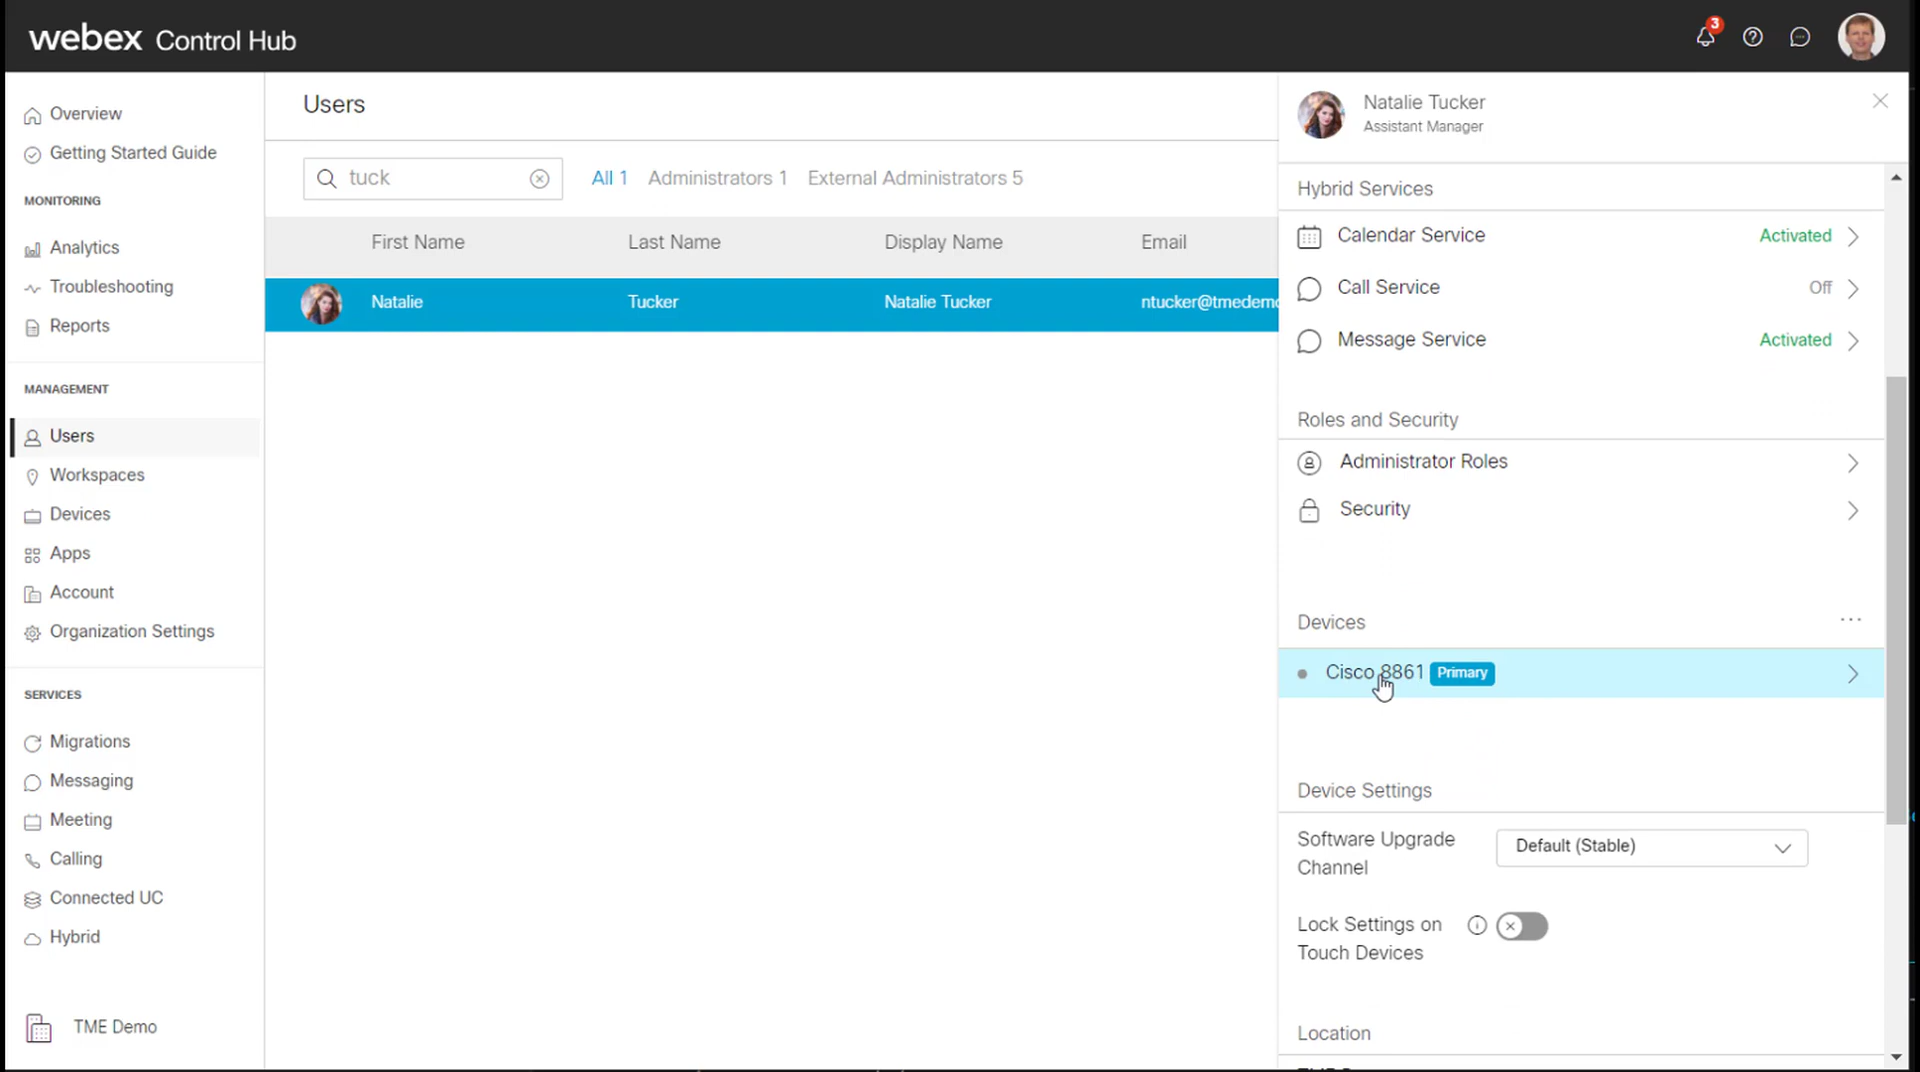 webex Control Hub
3
Overview
Getting Started Guide
MONITORING
Analytics
Troubleshooting
Reports
MANAGEMENT
Users
Workspaces
Devices
Apps
Account
Organization Settings
SERVICES
Migrations
Messaging
Meeting
Calling
Connected UC
Hybrid
TME Demo
Users
tuck
All 1 Administrators 1 External Administrators 5
First Name Last Name Display Name Email
Natalie Tucker Natalie Tucker ntucker@tmedemo
Natalie Tucker
Assistant Manager
Hybrid Services
Calendar Service Activated
Call Service Off
Message Service Activated
Roles and Security
Administrator Roles
Security
Devices
Cisco 8861 Primary
Device Settings
Software Upgrade
Channel
Default (Stable)
Lock Settings on
Touch Devices
Location